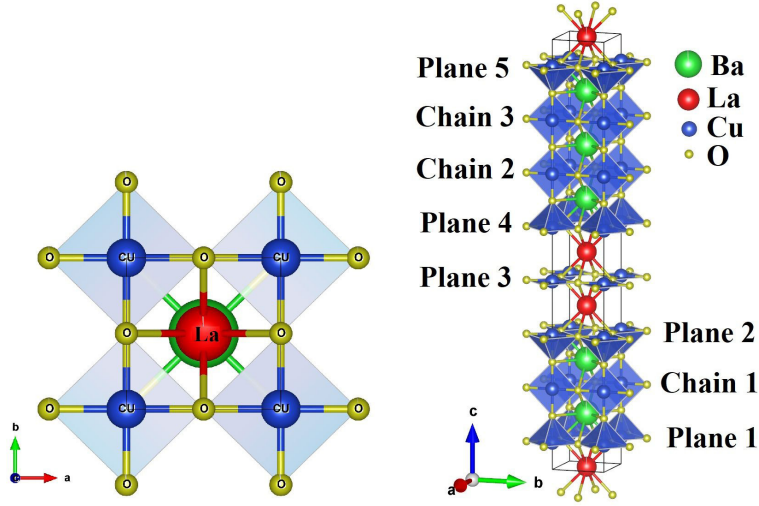 O O
O CU O CU O
O La O
O CU O CU O
O O
b
a
Plane 5
Chain 3
Chain 2
Plane 4
Plane 3
Plane 2
Chain 1
Plane 1
Ba
La
Cu
O
c
a
b